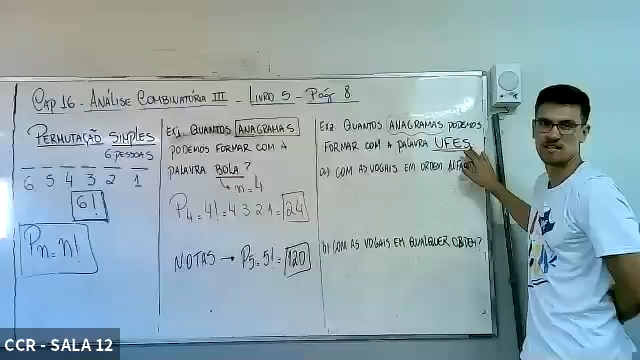 CAP 16 - ANÁLISE COMBINATÓRIA III - LIVRO 5 - PÁG 8
PERMUTAÇÃO SIMPLES
6 PESSOAS
6 5 4 3 2 1
6!
Pn = n!
EX1. QUANTOS ANAGRAMAS
PODEMOS FORMAR COM A
PALAVRA BOLA?
n=4
P4 = 4! = 4 3 2 1 = 24
NOTAS → P5 = 5! = 120
EX2. QUANTOS ANAGRAMAS PODEMOS
FORMAR COM A PALAVRA UFES
a) COM AS VOGAIS EM ORDEM
b) COM AS VOGAIS EM QUALQUER ORDEM?
CCR - SALA 12